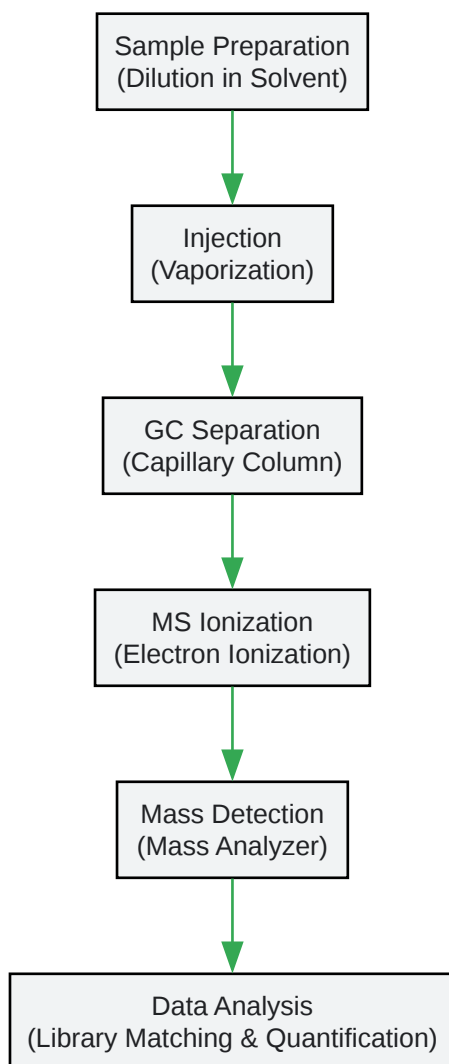 Sample Preparation
(Dilution in Solvent)
Injection
(Vaporization)
GC Separation
(Capillary Column)
MS Ionization
(Electron Ionization)
Mass Detection
(Mass Analyzer)
Data Analysis
(Library Matching & Quantification)